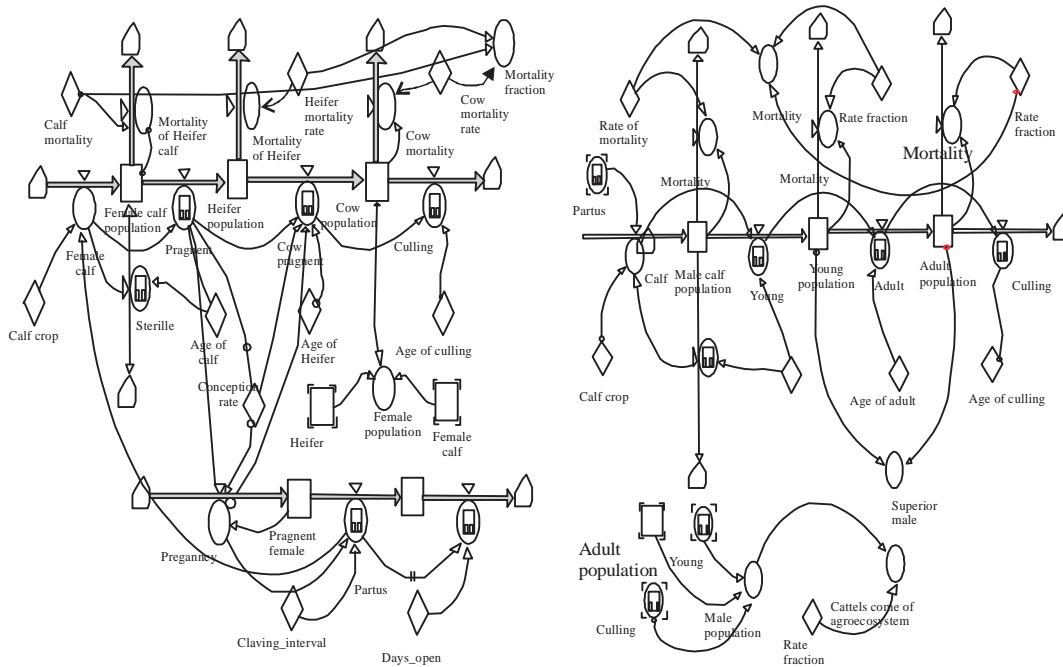 Calf
mortality
Mortality
of Heifer
calf
Mortality
of Heifer
Heifer
mortality
rate
Cow
mortality
Cow
mortality
rate
Mortality
fraction
Female calf
population
Heifer
population
Cow
population
Female
calf
Pragnent
Cow
pragnent
Culling
Calf crop
Sterille
Age of
calf
Age of
Heifer
Age of culling
Conception
rate
Heifer
Female
population
Female
calf
Preganney
Pragnent
female
Partus
Claving_interval
Days_open
Rate of
mortality
Mortality
Rate fraction
Rate
fraction
Mortality
Partus
Mortality
Mortality
Calf
Male calf
population
Young
Young
population
Adult
Adult
population
Culling
Calf crop
Age of adult
Age of culling
Superior
male
Adult
population
Young
Culling
Male
population
Rate
fraction
Cattels come of
agroecosystem